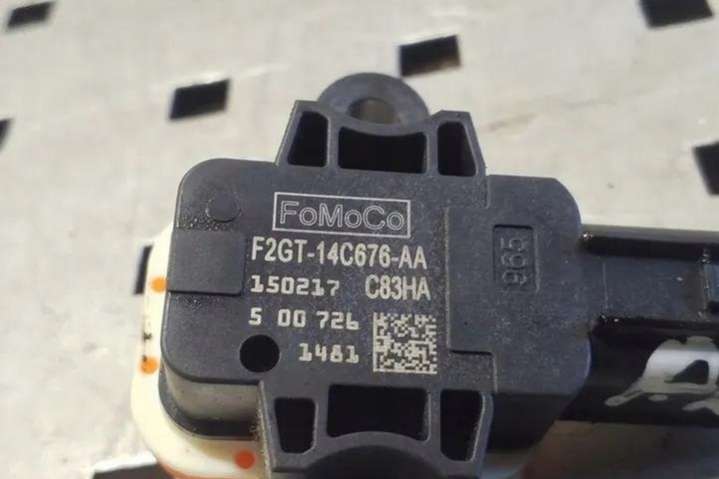 FoMoCo
F2GT-14C676-AA
150217 C83HA
5 00 726
1481
965